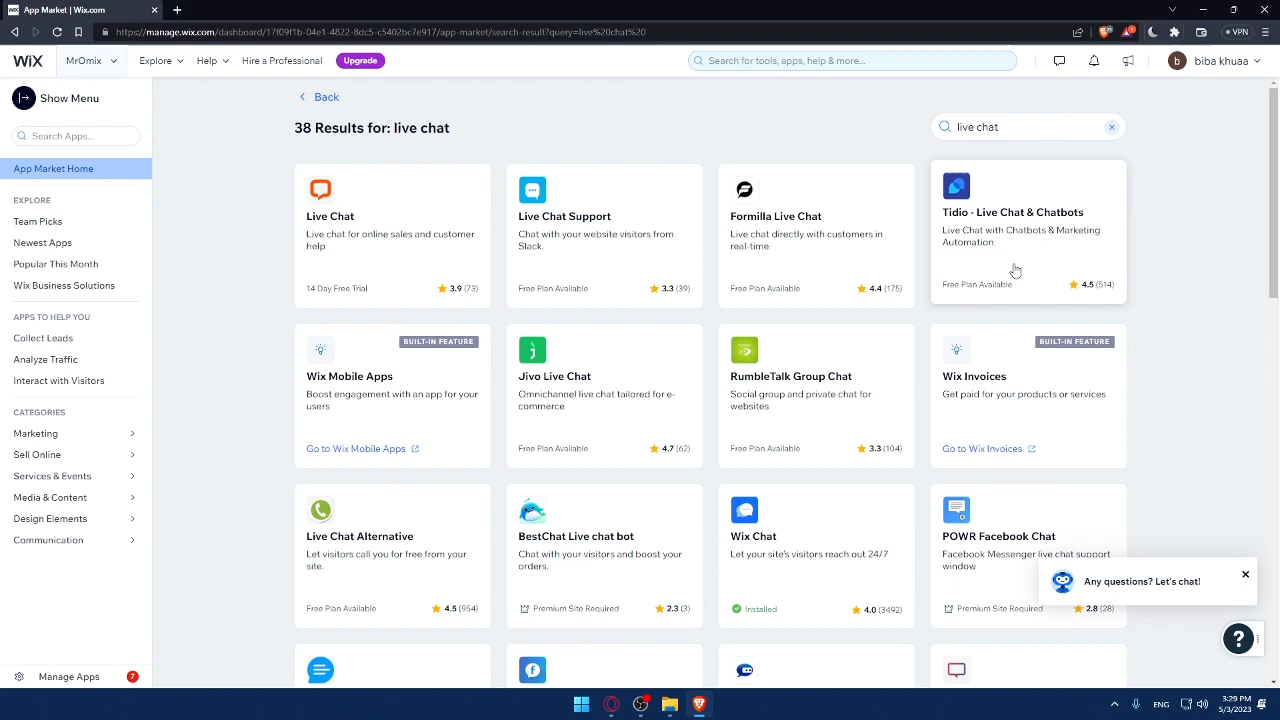 App Market | Wix.com
https://manage.wix.com/dashboard/17f09f1b-04e1-4822-8dc5-c5402bc7e917/app-market/search-result?query=live%20chat%20
VPN
WiX
MrOmix
Explore
Help
Hire a Professional
Upgrade
Search for tools, apps, help & more...
b
biba khuaa
Show Menu
Search Apps...
App Market Home
EXPLORE
Team Picks
Newest Apps
Popular This Month
Wix Business Solutions
APPS TO HELP YOU
Collect Leads
Analyze Traffic
Interact with Visitors
CATEGORIES
Marketing
Sell Online
Services & Events
Media & Content
Design Elements
Communication
Manage Apps
7
Back
38 Results for: live chat
live chat
Live Chat
Live chat for online sales and customer
help
14 Day Free Trial
3.9 (73)
Live Chat Support
Chat with your website visitors from
Slack.
Free Plan Available
3.3 (39)
Formilla Live Chat
Live chat directly with customers in
real-time
Free Plan Available
4.4 (175)
Tidio - Live Chat & Chatbots
Live Chat with Chatbots & Marketing
Automation
Free Plan Available
4.5 (514)
BUILT-IN FEATURE
Wix Mobile Apps
Boost engagement with an app for your
users
Go to Wix Mobile Apps
Jivo Live Chat
Omnichannel live chat tailored for e-
commerce
Free Plan Available
4.7 (62)
RumbleTalk Group Chat
Social group and private chat for
websites
Free Plan Available
3.3 (104)
BUILT-IN FEATURE
Wix Invoices
Get paid for your products or services
Go to Wix Invoices
Live Chat Alternative
Let visitors call you for free from your
site.
Free Plan Available
4.5 (954)
BestChat Live chat bot
Chat with your visitors and boost your
orders.
Premium Site Required
2.3 (3)
Wix Chat
Let your site's visitors reach out 24/7
Installed
4.0 (3492)
POWR Facebook Chat
Facebook Messenger live chat support
window
Premium Site Required
2.8 (28)
Any questions? Let's chat!
?
ENG
3:29 PM
5/3/2023